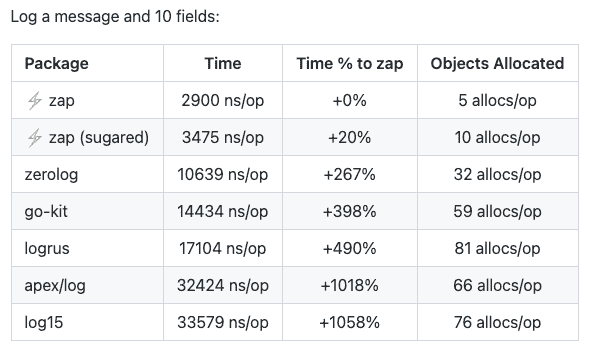 Log a message and 10 fields:
Package Time Time % to zap Objects Allocated
⚡ zap 2900 ns/op +0% 5 allocs/op
⚡ zap (sugared) 3475 ns/op +20% 10 allocs/op
zerolog 10639 ns/op +267% 32 allocs/op
go-kit 14434 ns/op +398% 59 allocs/op
logrus 17104 ns/op +490% 81 allocs/op
apex/log 32424 ns/op +1018% 66 allocs/op
log15 33579 ns/op +1058% 76 allocs/op